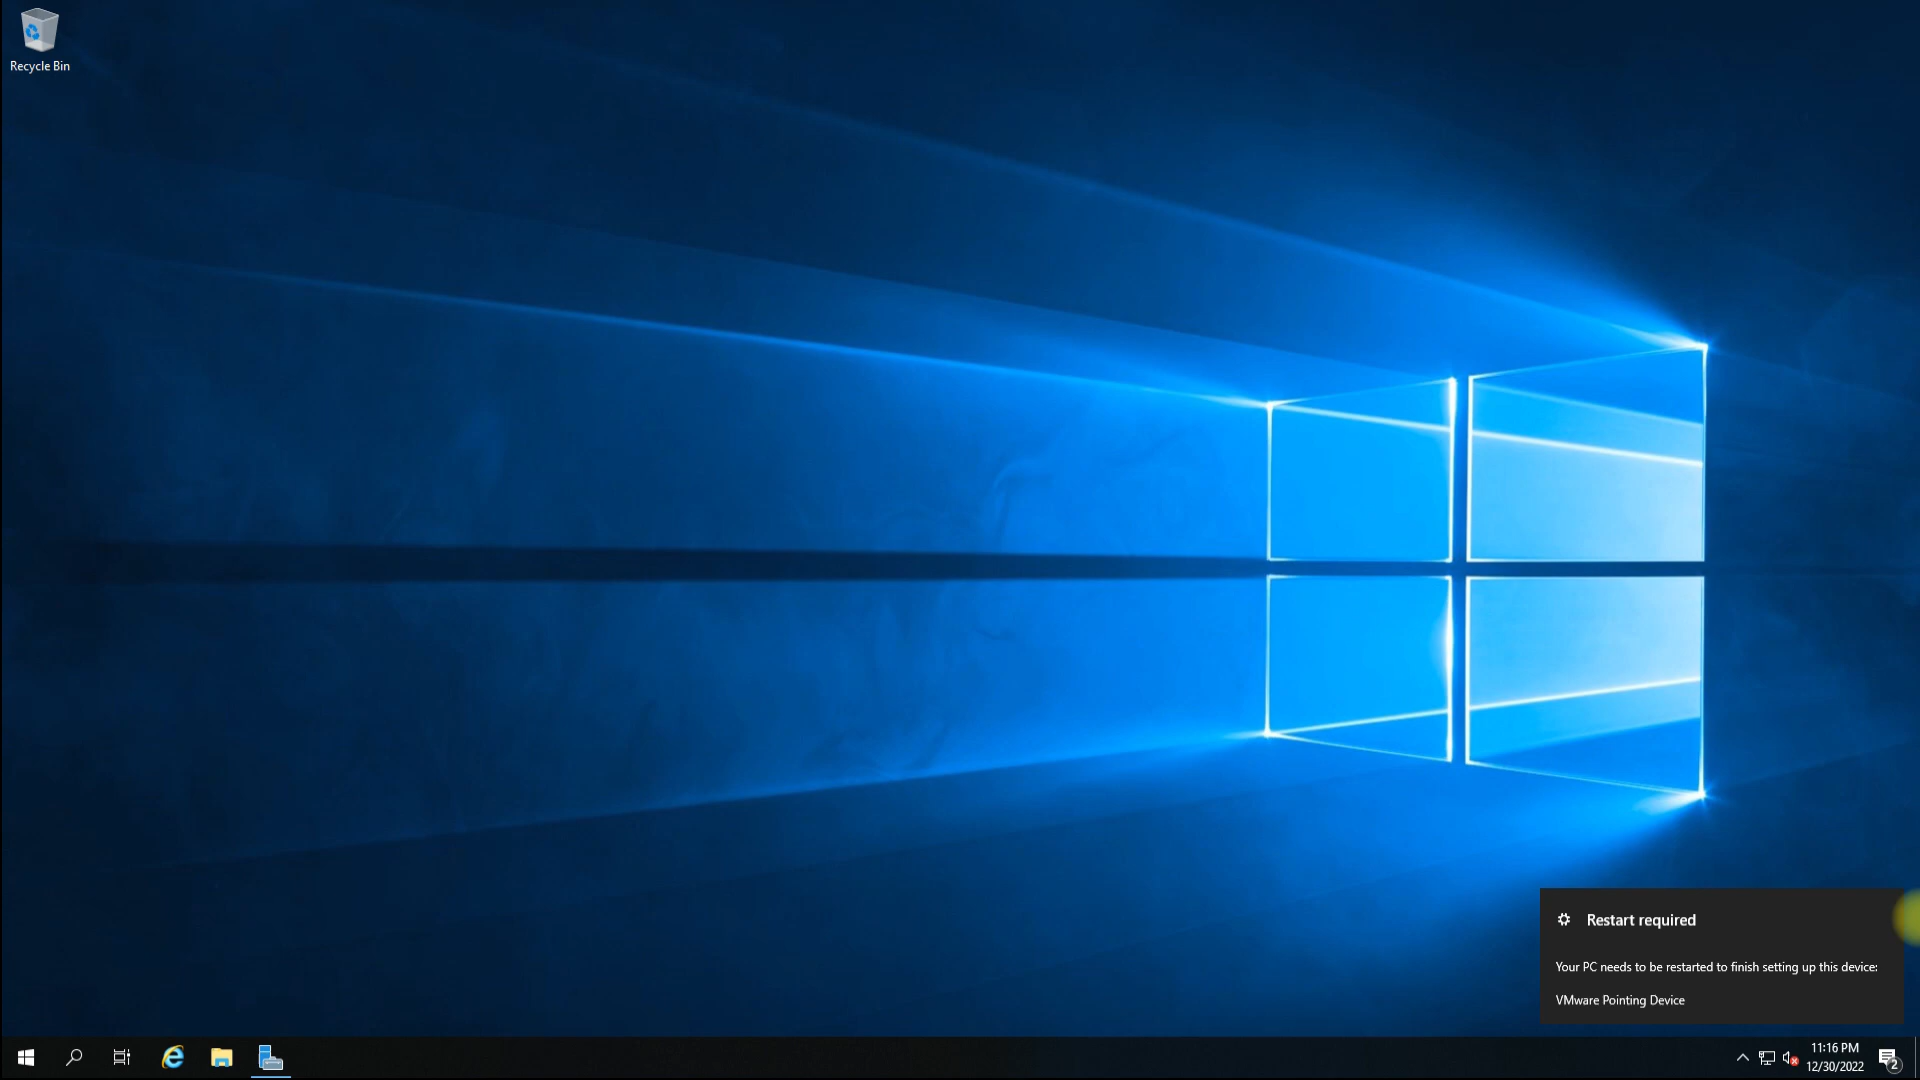 Recycle Bin
Restart required
Your PC needs to be restarted to finish setting up this device:
VMware Pointing Device
11:16 PM
12/30/2022
2